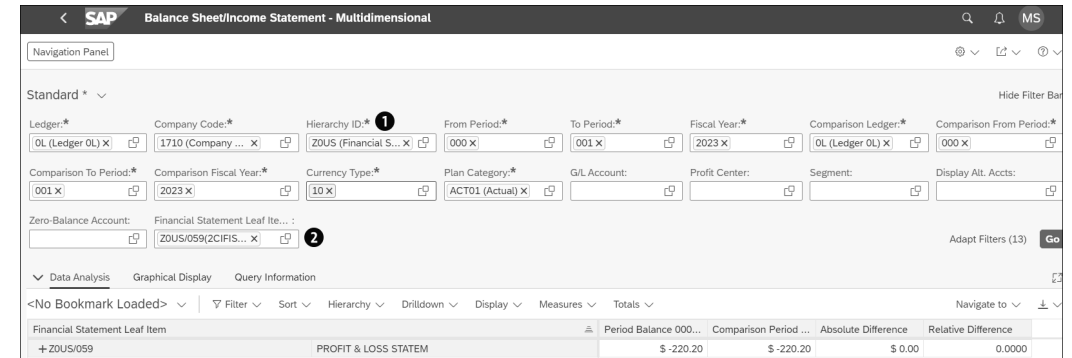 SAP Balance Sheet/Income Statement - Multidimensional MS
Navigation Panel
Standard * Hide Filter Bar
Ledger:* Company Code:* Hierarchy ID:* 1 From Period:* To Period:* Fiscal Year:* Comparison Ledger:* Comparison From Period:*
0L (Ledger 0L) × 1710 (Company ... × Z0US (Financial S... × 000 × 001 × 2023 × 0L (Ledger 0L) × 000 ×
Comparison To Period:* Comparison Fiscal Year:* Currency Type:* Plan Category:* G/L Account: Profit Center: Segment: Display Alt. Accts:
001 × 2023 × 10 × ACT01 (Actual) ×
Zero-Balance Account: Financial Statement Leaf Ite... :
Z0US/059(2CIFIS... × 2 Adapt Filters (13) Go
Data Analysis Graphical Display Query Information
<No Bookmark Loaded> Filter Sort Hierarchy Drilldown Display Measures Totals Navigate to
Financial Statement Leaf Item Period Balance 000... Comparison Period ... Absolute Difference Relative Difference
+ Z0US/059 PROFIT & LOSS STATEM $ -220.20 $ -220.20 $ 0.00 0.0000